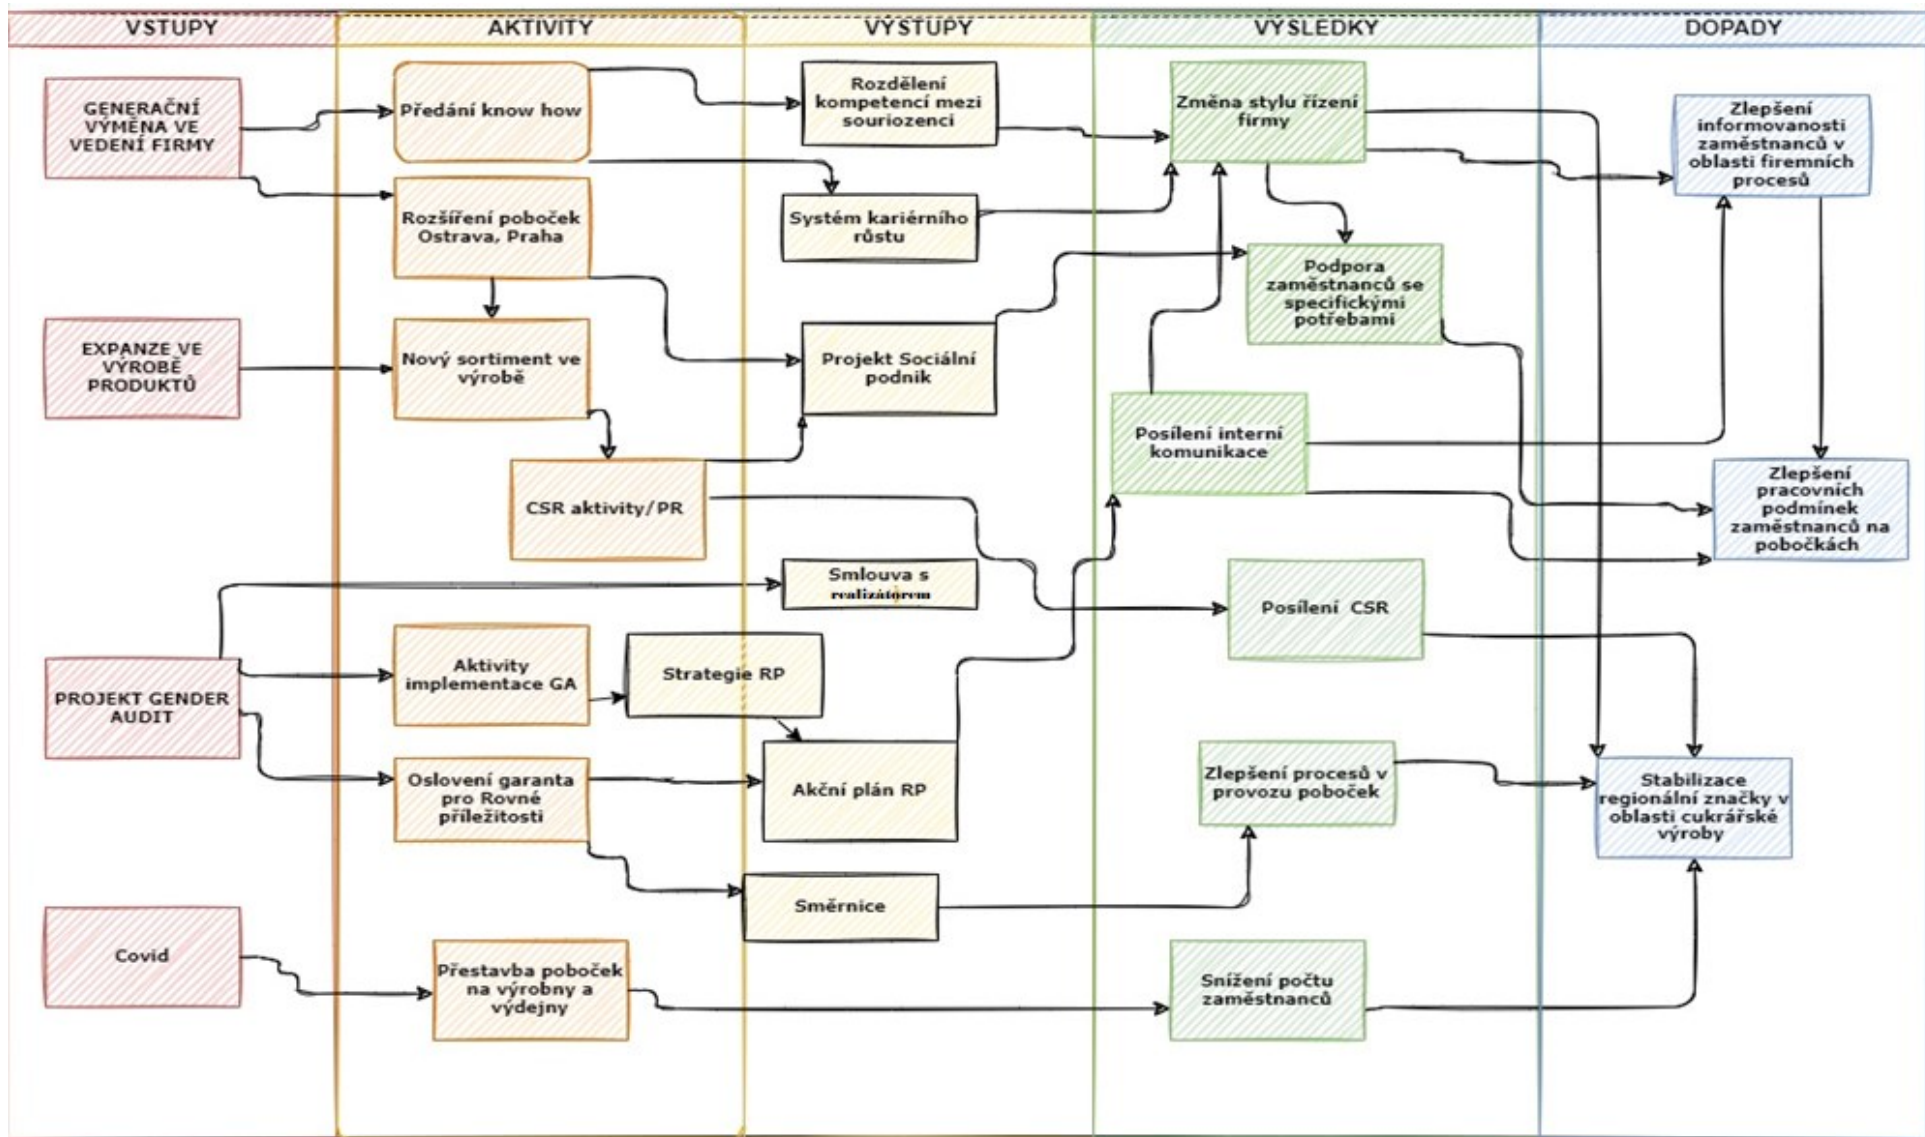 VSTUPY
AKTIVITY
VÝSTUPY
VÝSLEDKY
DOPADY
GENERAČNÍ
VÝMĚNA VE
VEDENÍ FIRMY
EXPANZE VE
VÝROBĚ
PRODUKTŮ
PROJEKT GENDER
AUDIT
Covid
Předání know how
Rozšíření poboček
Ostrava, Praha
Nový sortiment ve
výrobě
CSR aktivity/PR
Aktivity
implementace GA
Oslovení garanta
pro Rovné
příležitosti
Přestavba poboček
na výrobny a
výdejny
Rozdělení
kompetencí mezi
souriozenci
Systém kariérního
růstu
Projekt Sociální
podnik
Smlouva s
realizátorem
Strategie RP
Akční plán RP
Směrnice
Změna stylu řízení
firmy
Podpora
zaměstnanců se
specifickými
potřebami
Posílení interní
komunikace
Posílení  CSR
Zlepšení procesů v
provozu poboček
Snížení počtu
zaměstnanců
Zlepšení
informovanosti
zaměstnanců v
oblasti firemních
procesů
Zlepšení
pracovních
podmínek
zaměstnanců na
pobočkách
Stabilizace
regionální značky v
oblasti cukrářské
výroby